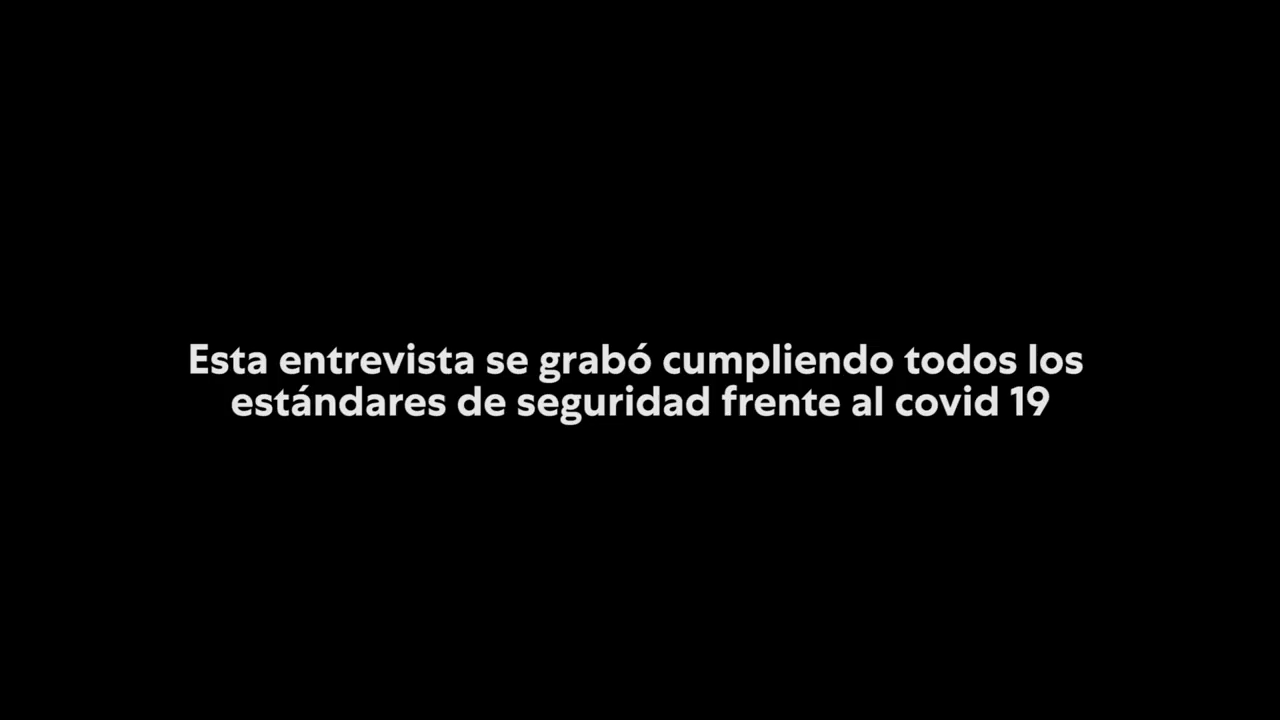 Esta entrevista se grabó cumpliendo todos los
estándares de seguridad frente al covid 19